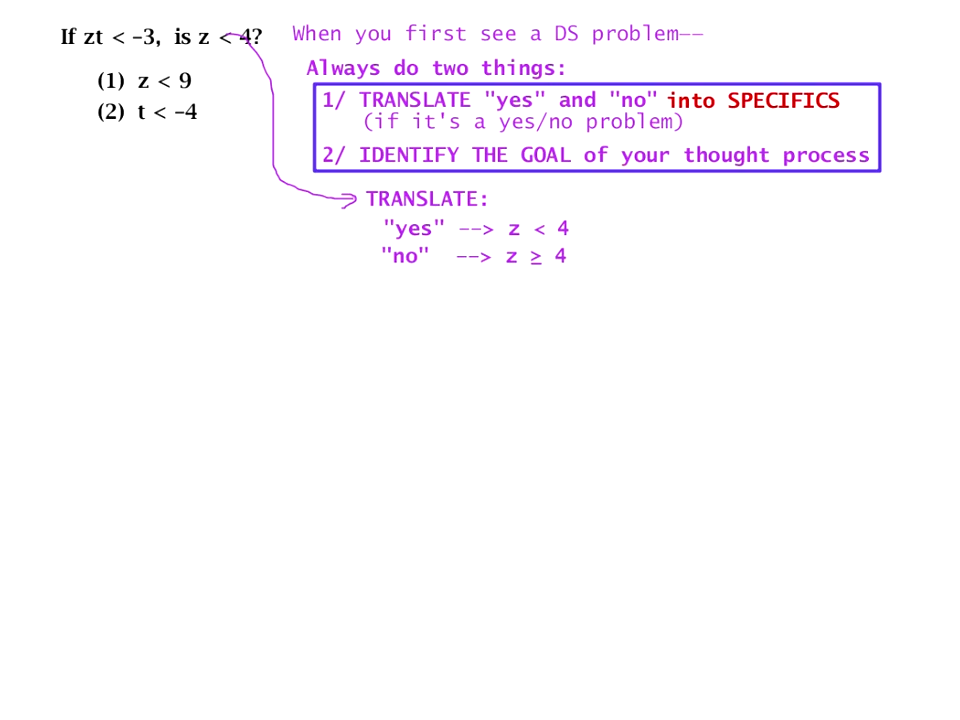 If zt < –3, is z < 4?
(1) z < 9
(2) t < –4
When you first see a DS problem––
Always do two things:
1/ TRANSLATE "yes" and "no" into SPECIFICS
(if it's a yes/no problem)
2/ IDENTIFY THE GOAL of your thought process
TRANSLATE:
"yes" ––> z < 4
"no" ––> z ≥ 4